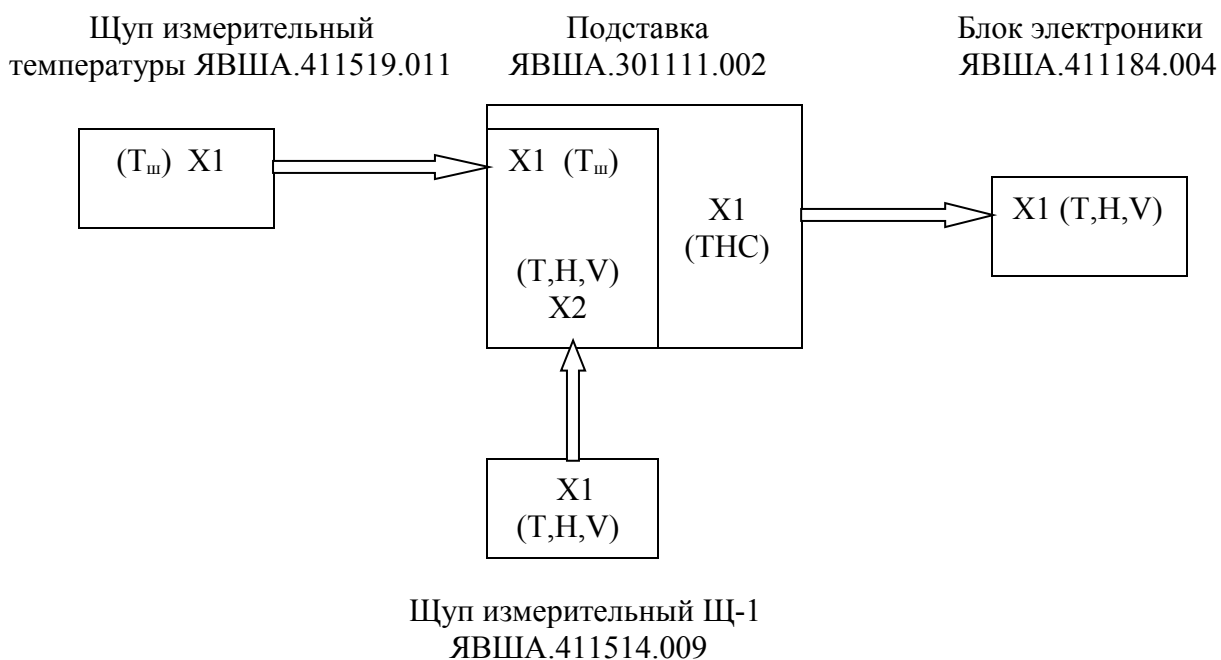 Щуп измерительный
температуры ЯВША.411519.011
Подставка
ЯВША.301111.002
Блок электроники
ЯВША.411184.004
(Тш) X1
X1 (Тш)
(T,H,V)
X2
X1
(ТНС)
X1 (T,H,V)
X1
(T,H,V)
Щуп измерительный Щ-1
ЯВША.411514.009